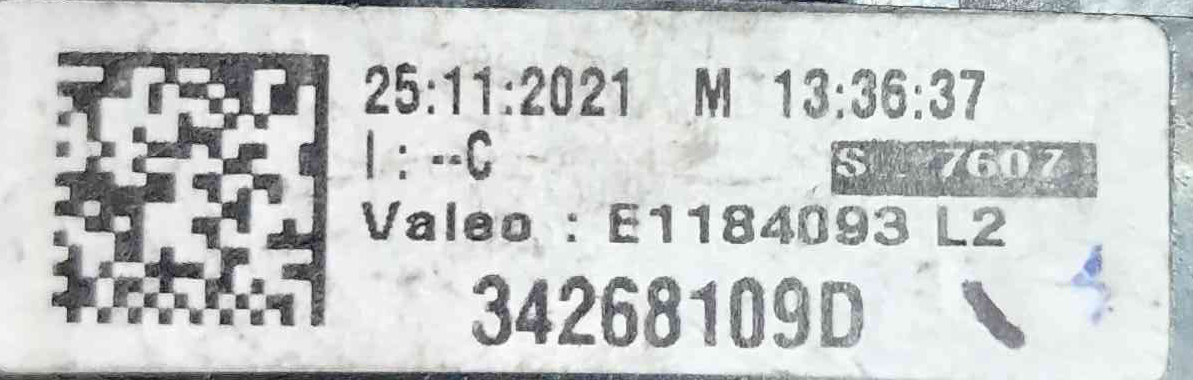 25:11:2021 M 13:36:37
I : --C S : 7607
Valeo : E1184093 L2
34268109D